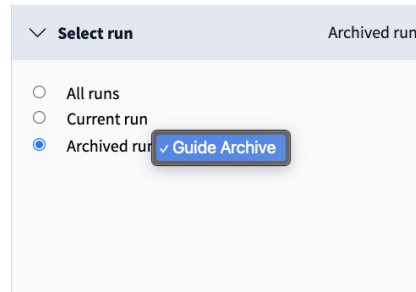 Select run Archived run
All runs
Current run
Archived run
✓ Guide Archive